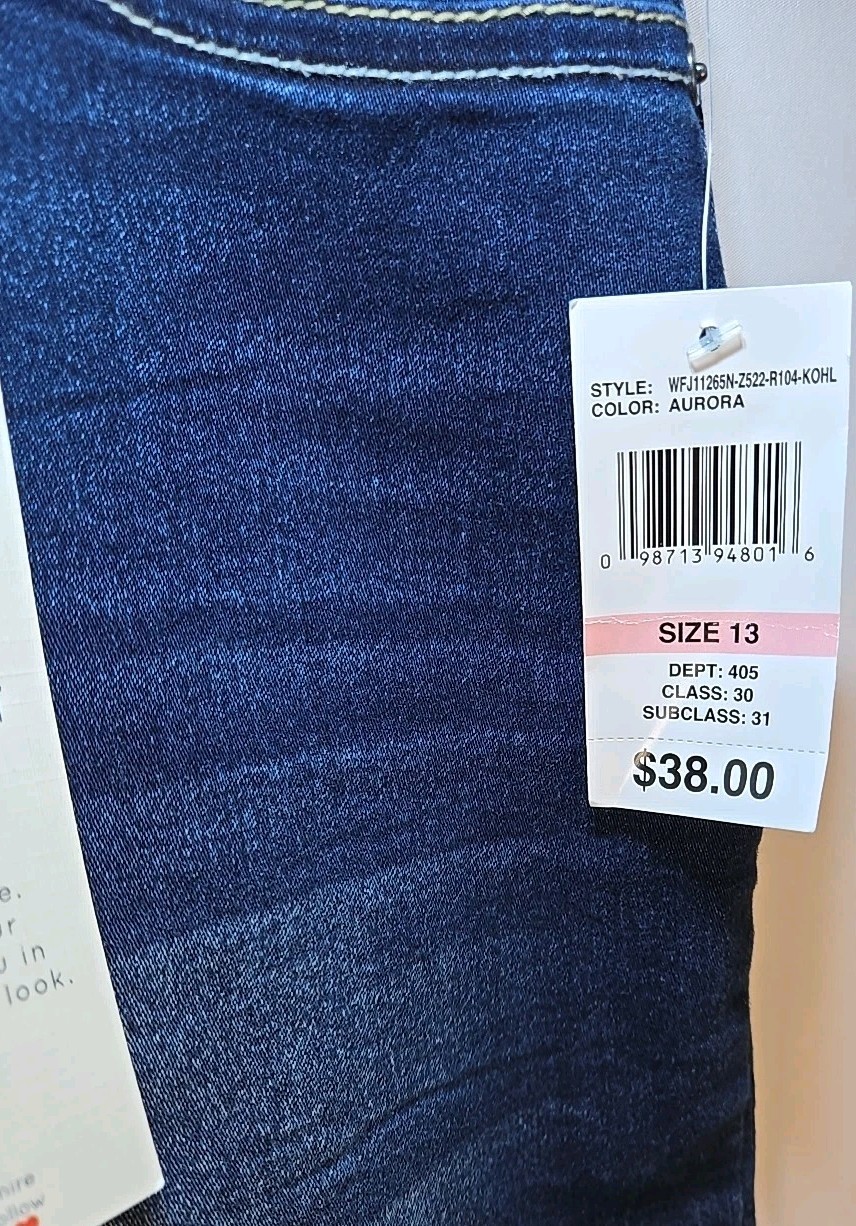 STYLE: WFJ11265N-Z522-R104-KOHL
COLOR: AURORA
0 98713 94801 6
SIZE 13
DEPT: 405
CLASS: 30
SUBCLASS: 31
$38.00
in
look.